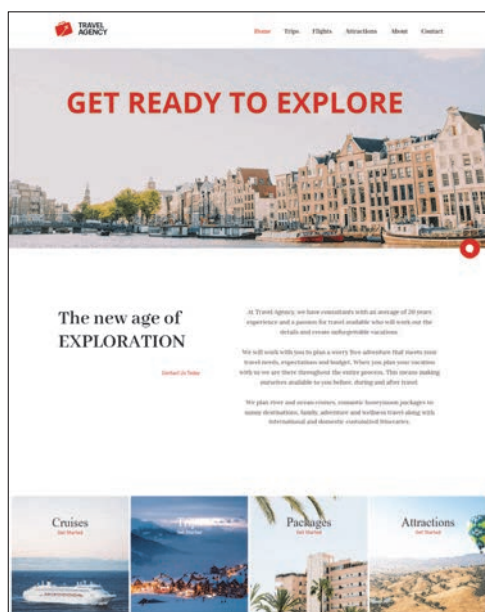 TRAVEL
AGENCY
Home Trips Flights Attractions About Contact
GET READY TO EXPLORE
The new age of
EXPLORATION
Contact Us Today
At Travel Agency, we have consultants with an average of 20 years
experience and a passion for travel available who will work out the
details and create unforgettable vacations
We will work with you to plan a worry free adventure that meets your
travel needs, expectations and budget. When you plan your vacation
with us we are there throughout the entire process. This means making
ourselves available to you before, during and after travel
We plan river and ocean cruises, romantic honeymoon packages to
sunny destinations, family, adventure and wellness travel along with
international and domestic customized itineraries.
Cruises
Get Started
Trips
Get Started
Packages
Get Started
Attractions
Get Started